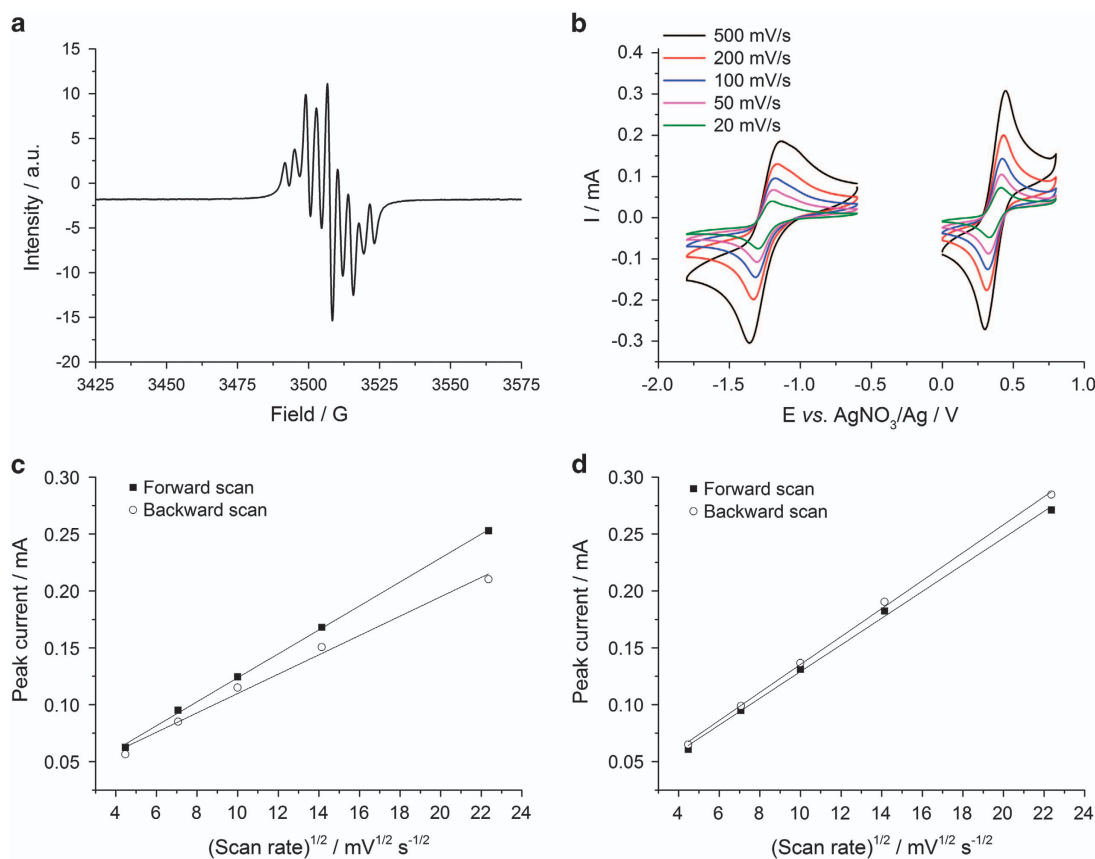 a
15
10
5
0
-5
-10
-15
-20
Intensity / a.u.
3425 3450 3475 3500 3525 3550 3575
Field / G
b
500 mV/s
200 mV/s
100 mV/s
50 mV/s
20 mV/s
0.4
0.3
0.2
0.1
0.0
-0.1
-0.2
-0.3
I / mA
-2.0 -1.5 -1.0 -0.5 0.0 0.5 1.0
E vs. AgNO₃/Ag / V
c
Forward scan
Backward scan
0.30
0.25
0.20
0.15
0.10
0.05
Peak current / mA
4 6 8 10 12 14 16 18 20 22 24
(Scan rate)^1/2 / mV^1/2 s^-1/2
d
Forward scan
Backward scan
0.30
0.25
0.20
0.15
0.10
0.05
Peak current / mA
4 6 8 10 12 14 16 18 20 22 24
(Scan rate)^1/2 / mV^1/2 s^-1/2